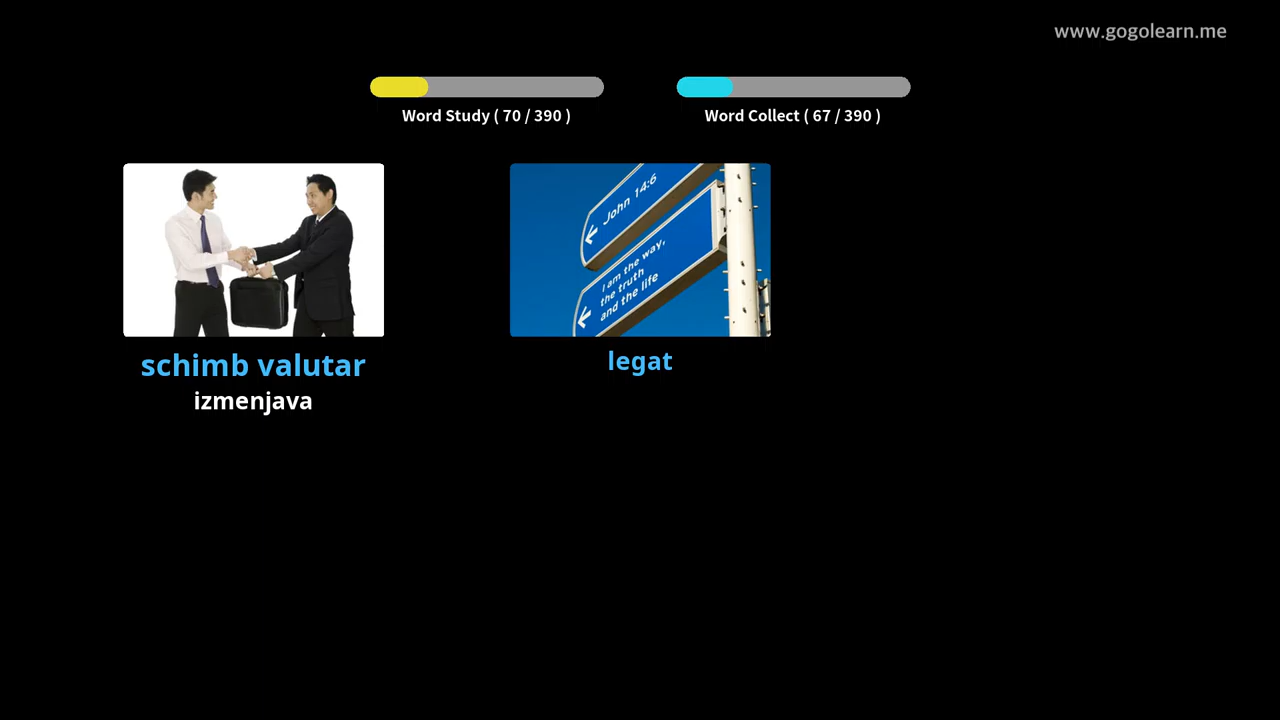 www.gogolearn.me
Word Study ( 70 / 390 )
Word Collect ( 67 / 390 )
John 14:6
I am the way,
the truth
and the life
schimb valutar
izmenjava
legat